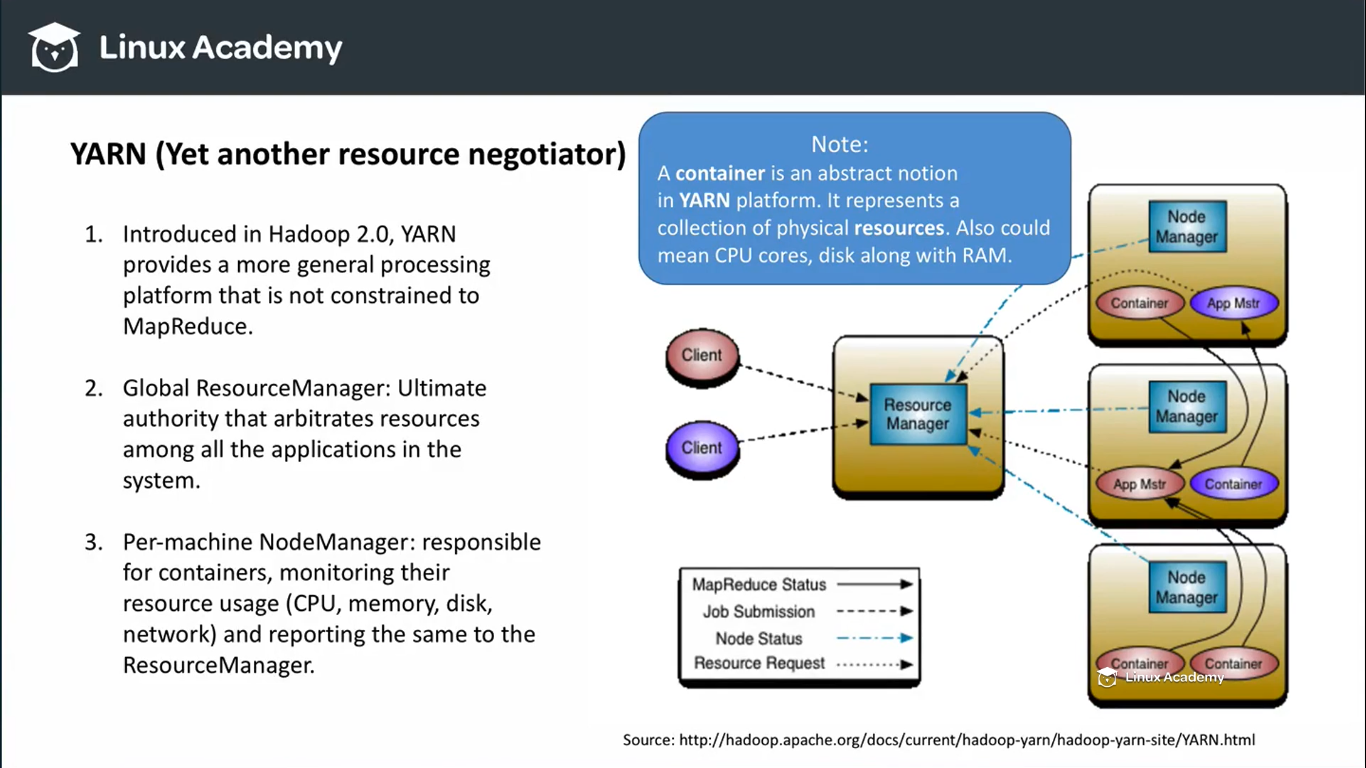 Linux Academy
YARN (Yet another resource negotiator)
1. Introduced in Hadoop 2.0, YARN
provides a more general processing
platform that is not constrained to
MapReduce.
2. Global ResourceManager: Ultimate
authority that arbitrates resources
among all the applications in the
system.
3. Per-machine NodeManager: responsible
for containers, monitoring their
resource usage (CPU, memory, disk,
network) and reporting the same to the
ResourceManager.
Note:
A container is an abstract notion
in YARN platform. It represents a
collection of physical resources. Also could
mean CPU cores, disk along with RAM.
Client
Client
Resource
Manager
Node
Manager
Container
App Mstr
Node
Manager
App Mstr
Container
Node
Manager
Container
Container
Linux Academy
MapReduce Status
Job Submission
Node Status
Resource Request
Source: http://hadoop.apache.org/docs/current/hadoop-yarn/hadoop-yarn-site/YARN.html